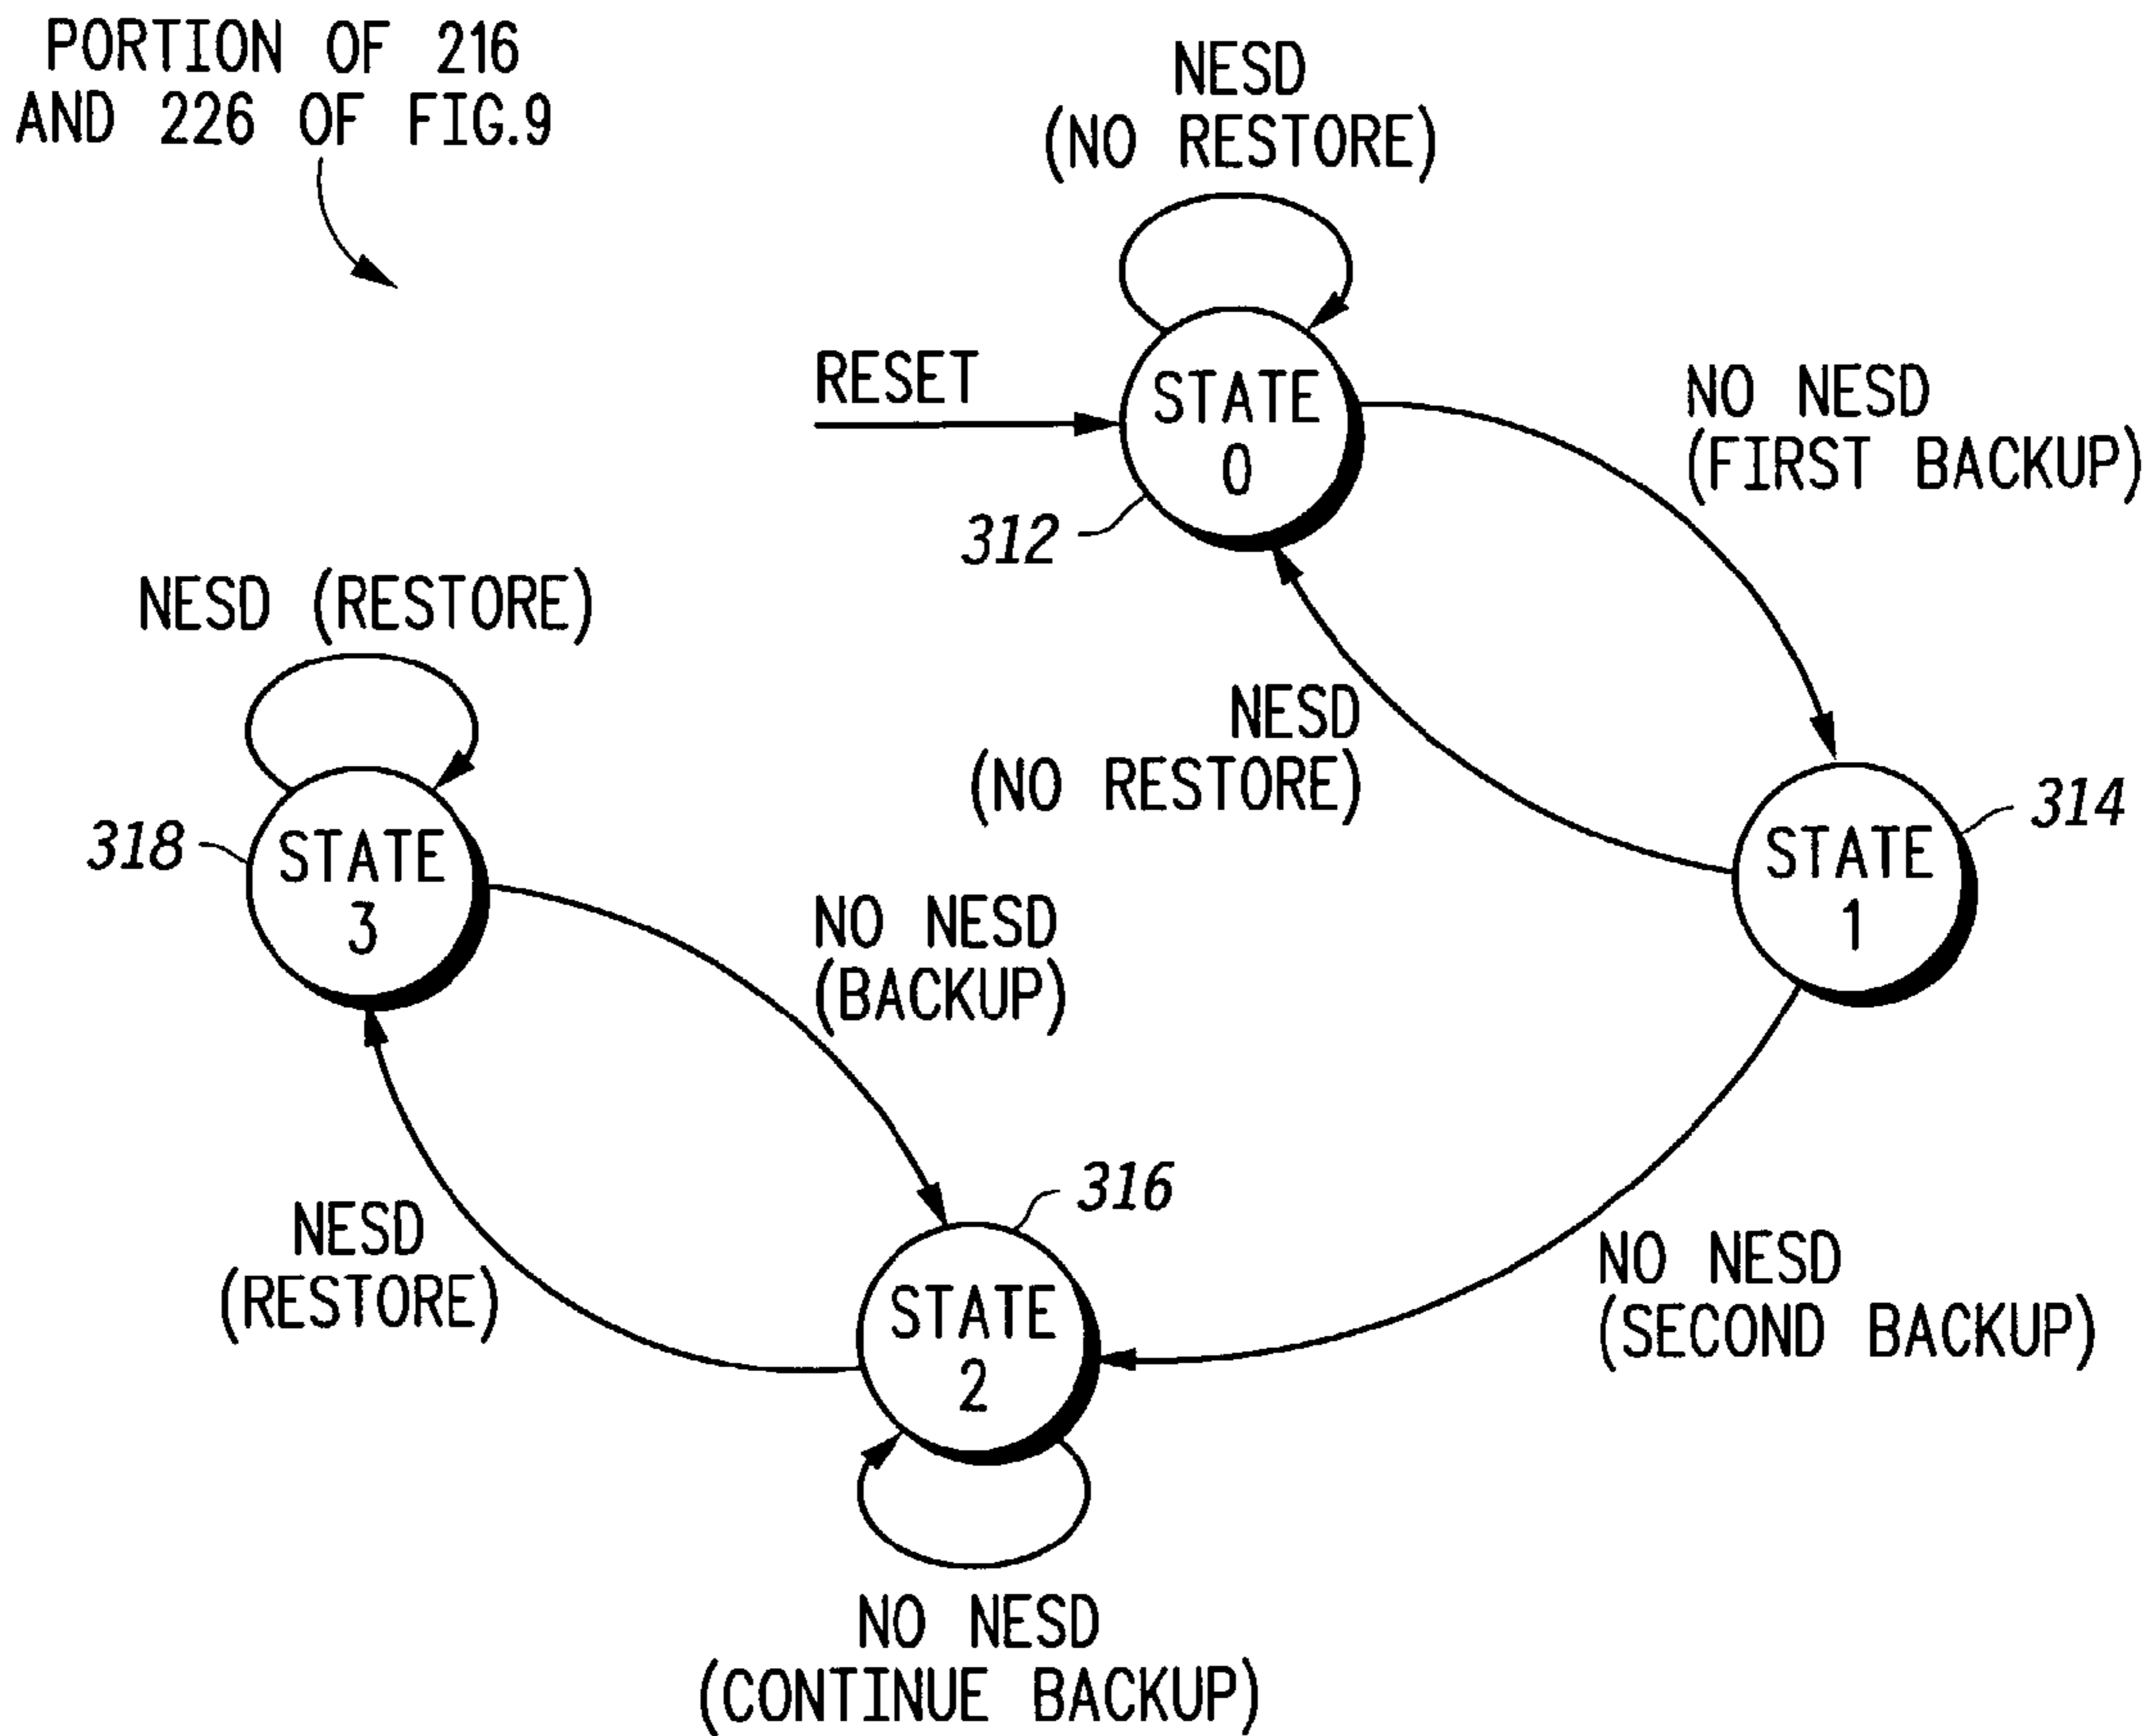 PORTION OF 216
AND 226 OF FIG.9
NESD
(NO RESTORE)
RESET
STATE
0
312
NO NESD
(FIRST BACKUP)
NESD (RESTORE)
NESD
(NO RESTORE)
318
STATE
3
314
STATE
1
NO NESD
(BACKUP)
316
NESD
(RESTORE)
STATE
2
NO NESD
(SECOND BACKUP)
NO NESD
(CONTINUE BACKUP)